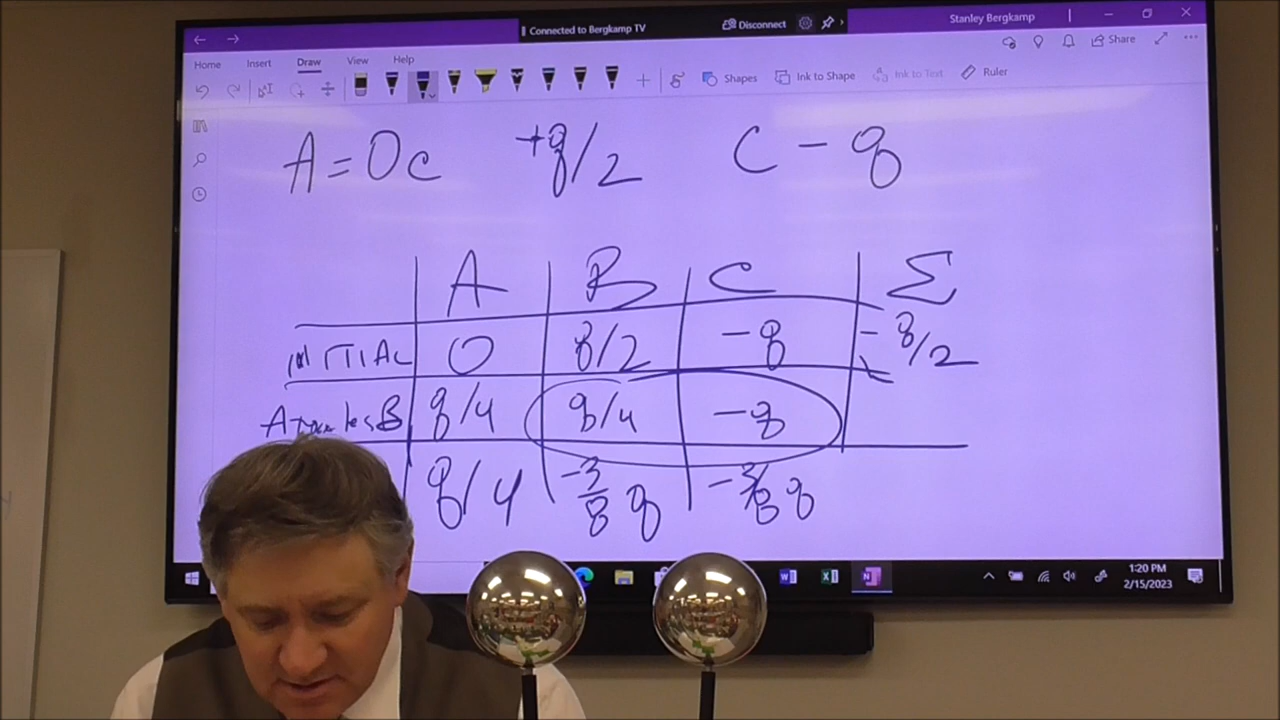 Connected to Bergkamp TV Disconnect Stanley Bergkamp
Home Insert Draw View Help Share
Shapes Ink to Shape Ink to Text Ruler
A = 0c +q/2 C - q
A B C Σ
INITIAL 0 q/2 -q - q/2
A touches B q/4 q/4 -q
q/4 -3/8 q -3/8 q
1:20 PM
2/15/2023